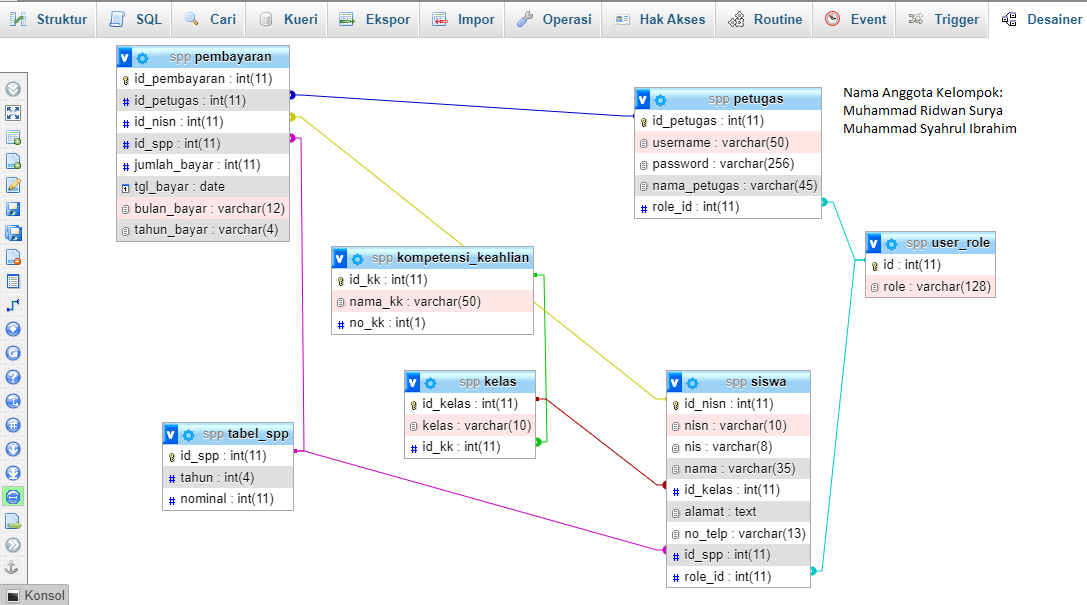 Struktur SQL Cari Kueri Ekspor Impor Operasi Hak Akses Routine Event Trigger Desainer
v spp pembayaran
id_pembayaran : int(11)
# id_petugas : int(11)
# id_nisn : int(11)
# id_spp : int(11)
# jumlah_bayar : int(11)
tgl_bayar : date
bulan_bayar : varchar(12)
tahun_bayar : varchar(4)
v spp petugas
id_petugas : int(11)
username : varchar(50)
password : varchar(256)
nama_petugas : varchar(45)
# role_id : int(11)
Nama Anggota Kelompok:
Muhammad Ridwan Surya
Muhammad Syahrul Ibrahim
v spp user_role
id : int(11)
role : varchar(128)
v spp kompetensi_keahlian
id_kk : int(11)
nama_kk : varchar(50)
# no_kk : int(1)
v spp kelas
id_kelas : int(11)
kelas : varchar(10)
# id_kk : int(11)
v spp siswa
id_nisn : int(11)
nisn : varchar(10)
nis : varchar(8)
nama : varchar(35)
# id_kelas : int(11)
alamat : text
no_telp : varchar(13)
# id_spp : int(11)
# role_id : int(11)
v spp tabel_spp
id_spp : int(11)
# tahun : int(4)
# nominal : int(11)
Konsol